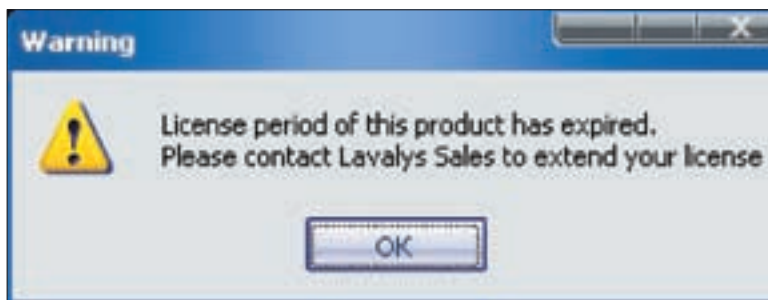 Warning
License period of this product has expired.
Please contact Lavalys Sales to extend your license
OK